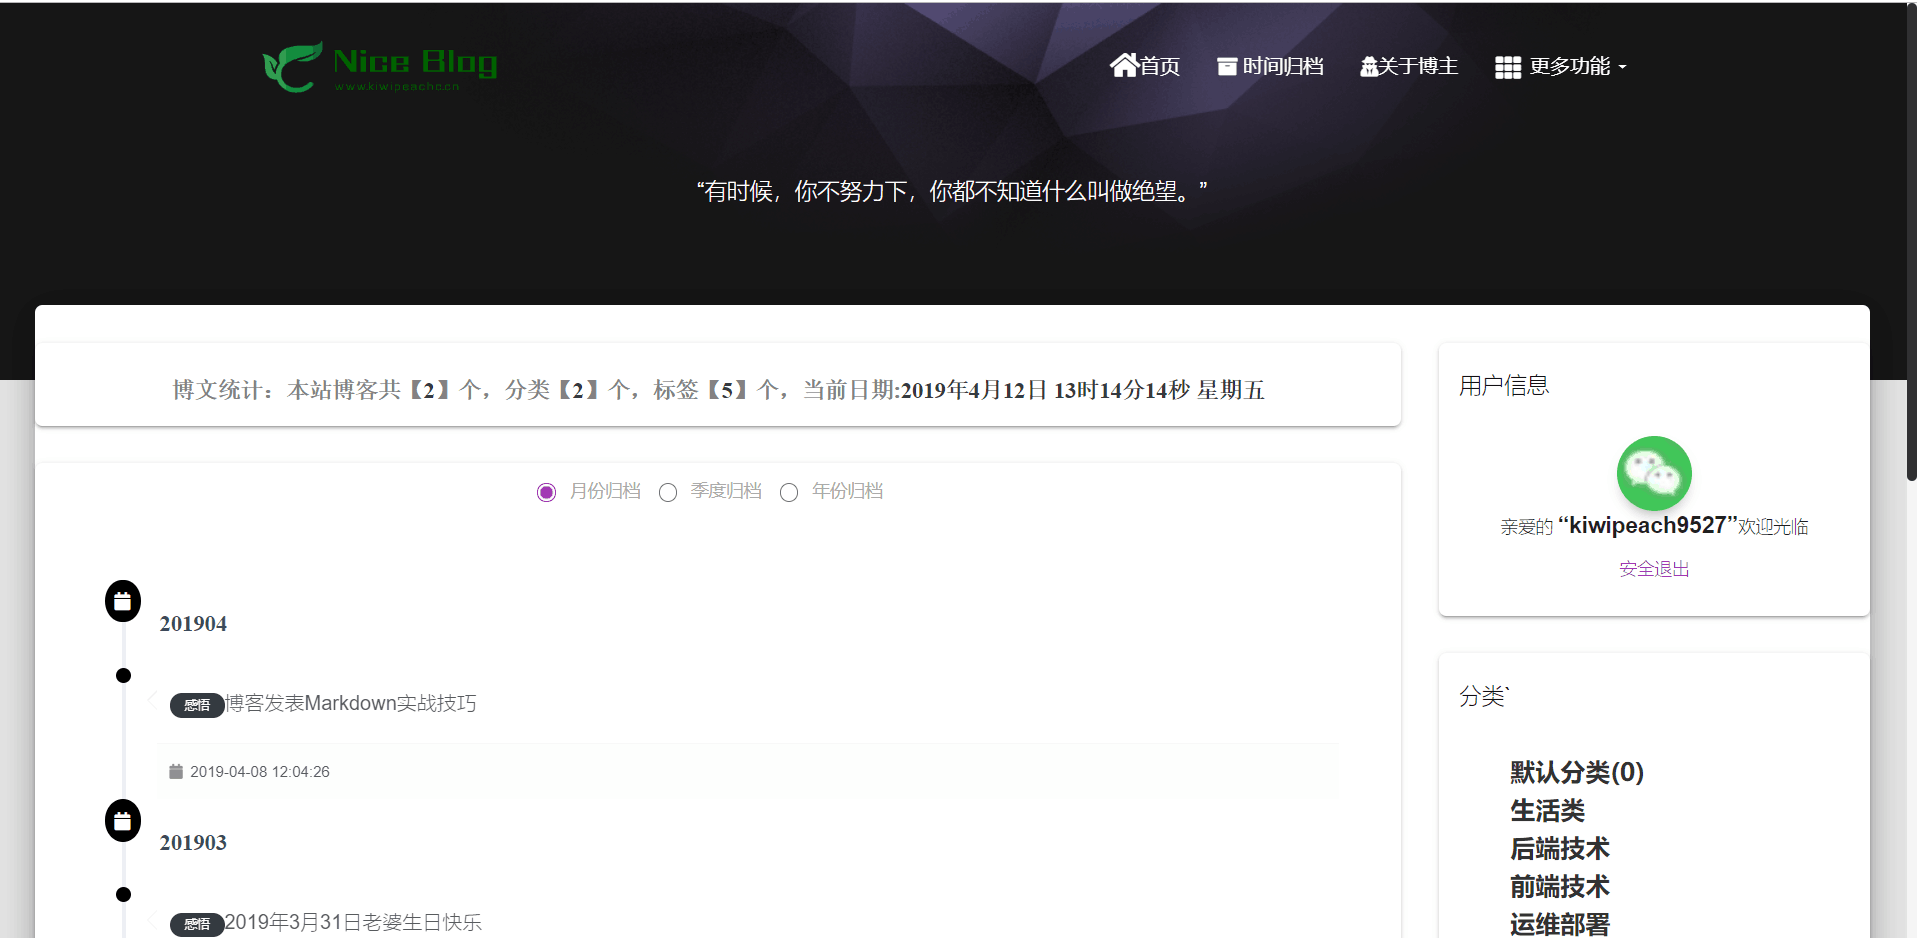 Nice Blog
www.kiwipeachc.cn
首页 时间归档 关于博主 更多功能
“有时候，你不努力下，你都不知道什么叫做绝望。”
博文统计：本站博客共【2】个，分类【2】个，标签【5】个，当前日期:2019年4月12日 13时14分14秒 星期五
月份归档 季度归档 年份归档
201904
感悟 博客发表Markdown实战技巧
2019-04-08 12:04:26
201903
感悟 2019年3月31日老婆生日快乐
用户信息
亲爱的 “kiwipeach9527”欢迎光临
安全退出
分类`
默认分类(0)
生活类
后端技术
前端技术
运维部署